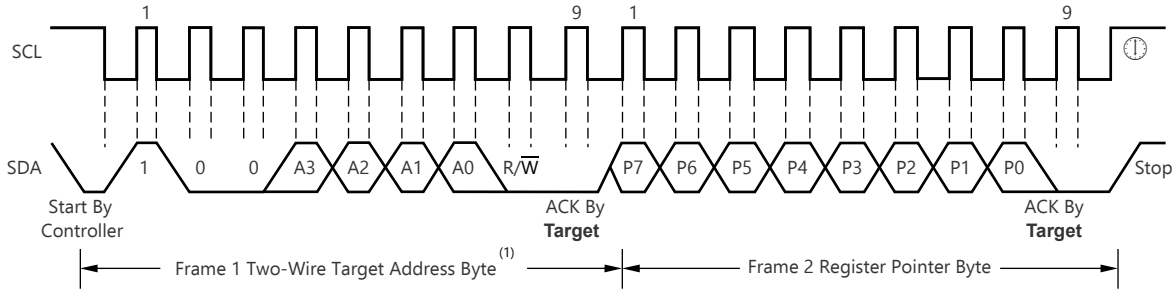 1 9 1 9
SCL
SDA 1 0 0 A3 A2 A1 A0 R/W̅ P7 P6 P5 P4 P3 P2 P1 P0 Stop
Start By
Controller
ACK By
Target
ACK By
Target
Frame 1 Two-Wire Target Address Byte (1)
Frame 2 Register Pointer Byte